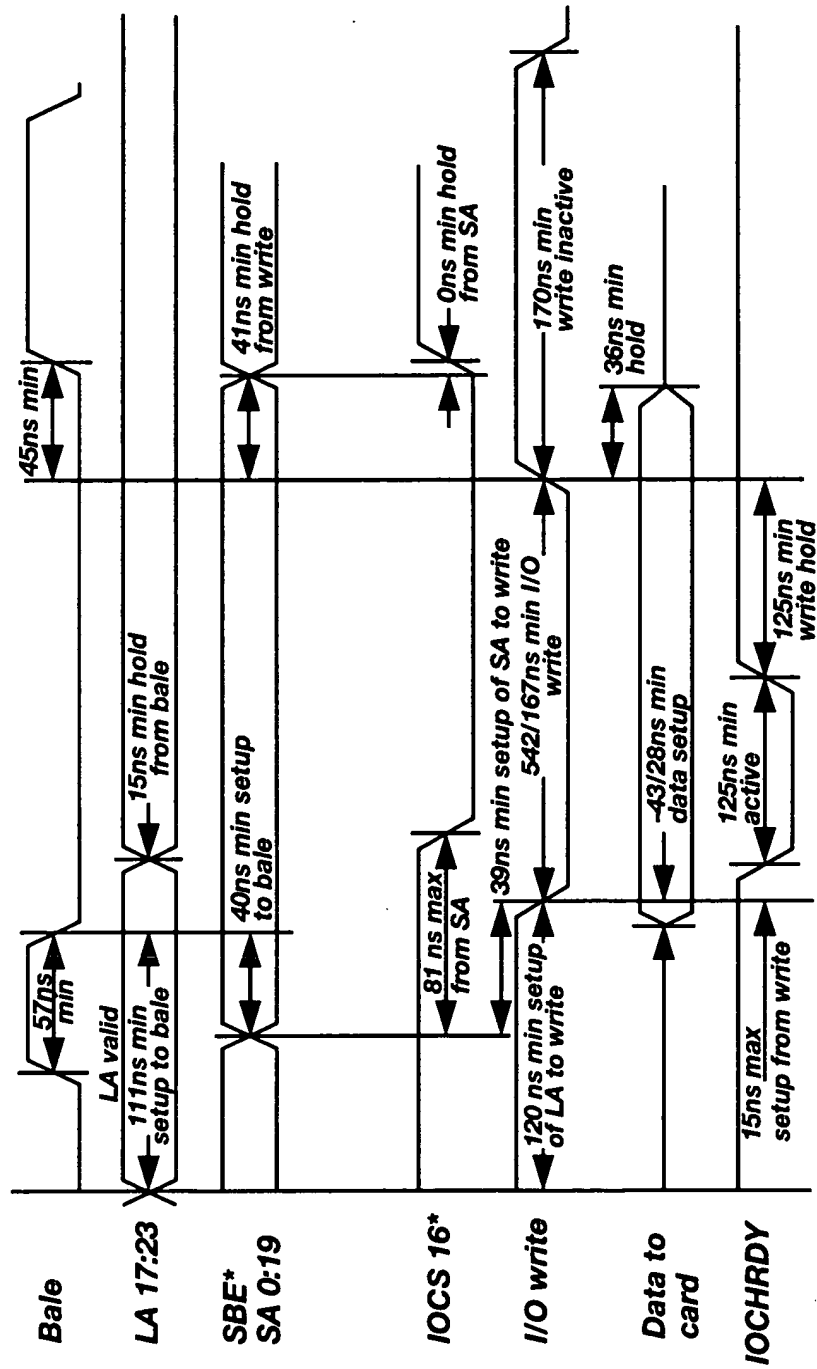 Bale
57ns
min
45ns min
LA 17:23
LA valid
111ns min
setup to bale
15ns min hold
from bale
SBE*
SA 0:19
40ns min setup
to bale
41ns min hold
from write
IOCS 16*
81 ns max
from SA
0ns min hold
from SA
39ns min setup of SA to write
I/O write
120 ns min setup
of LA to write
542/167ns min I/O
write
170ns min
write inactive
Data to
card
-43/28ns min
data setup
36ns min
hold
IOCHRDY
15ns max
setup from write
125ns min
active
125ns min
write hold